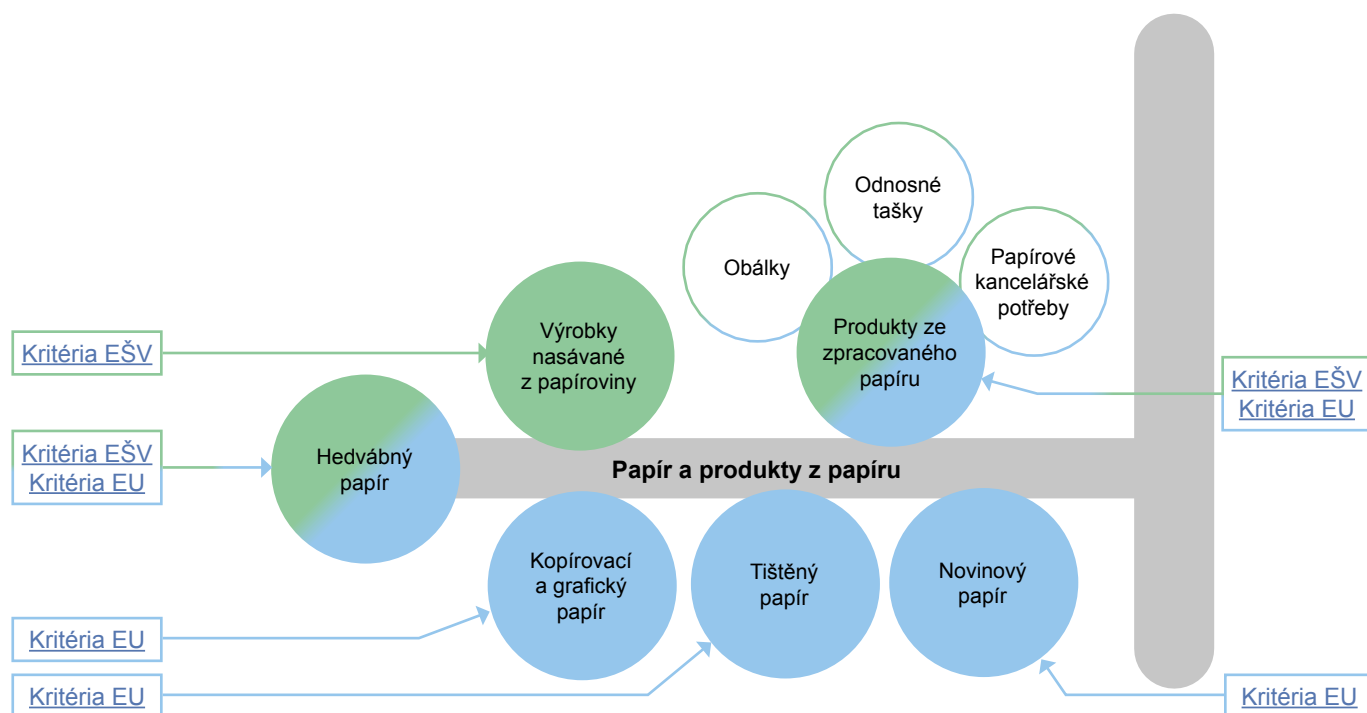 Odnosné
tašky
Obálky
Papírové
kancelářské
potřeby
Výrobky
nasávané
z papíroviny
Produkty ze
zpracovaného
papíru
Kritéria EŠV
Kritéria EŠV
Kritéria EU
Kritéria EŠV
Kritéria EU
Hedvábný
papír
Papír a produkty z papíru
Kopírovací
a grafický
papír
Tištěný
papír
Novinový
papír
Kritéria EU
Kritéria EU
Kritéria EU